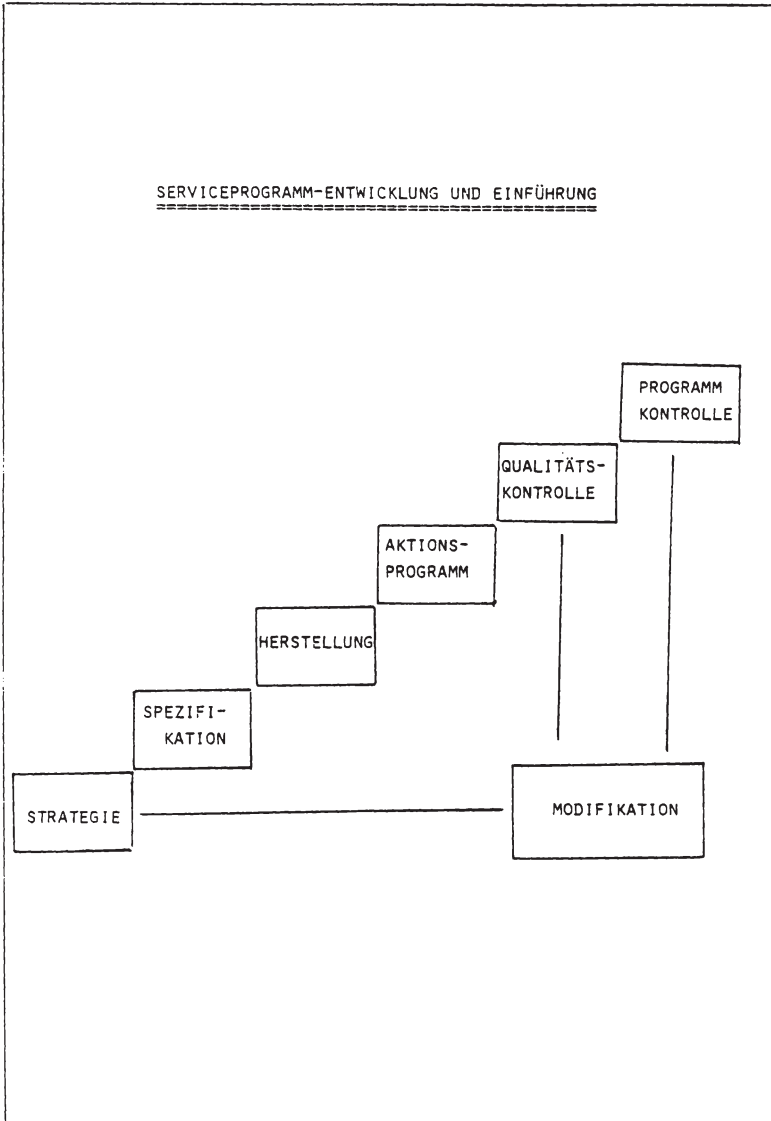 SERVICEPROGRAMM-ENTWICKLUNG UND EINFÜHRUNG
PROGRAMM
KONTROLLE
QUALITÄTS-
KONTROLLE
AKTIONS-
PROGRAMM
HERSTELLUNG
SPEZIFI-
KATION
STRATEGIE
MODIFIKATION